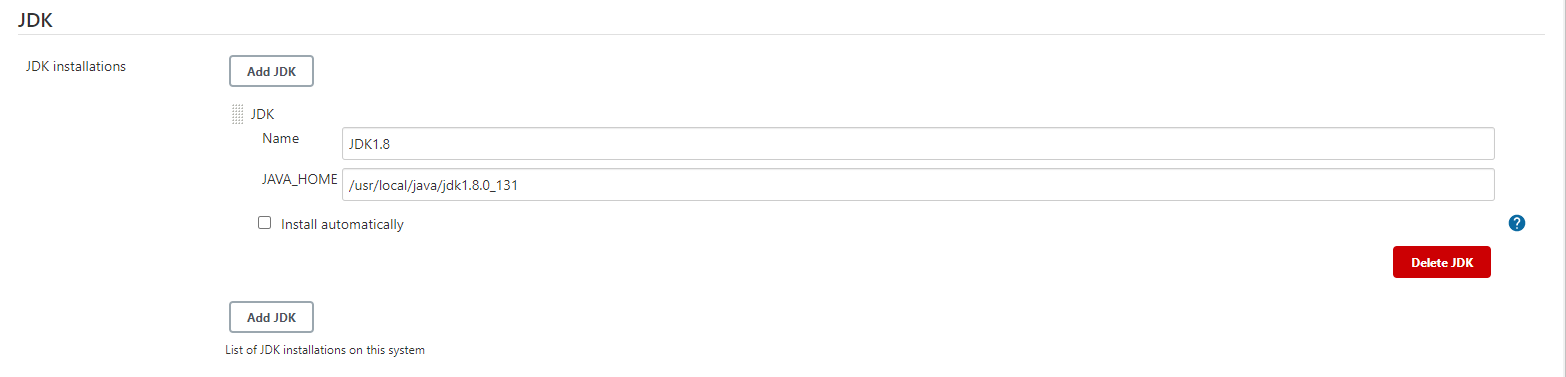 JDK
JDK installations
Add JDK
JDK
Name
JDK1.8
JAVA_HOME
/usr/local/java/jdk1.8.0_131
Install automatically
?
Delete JDK
Add JDK
List of JDK installations on this system